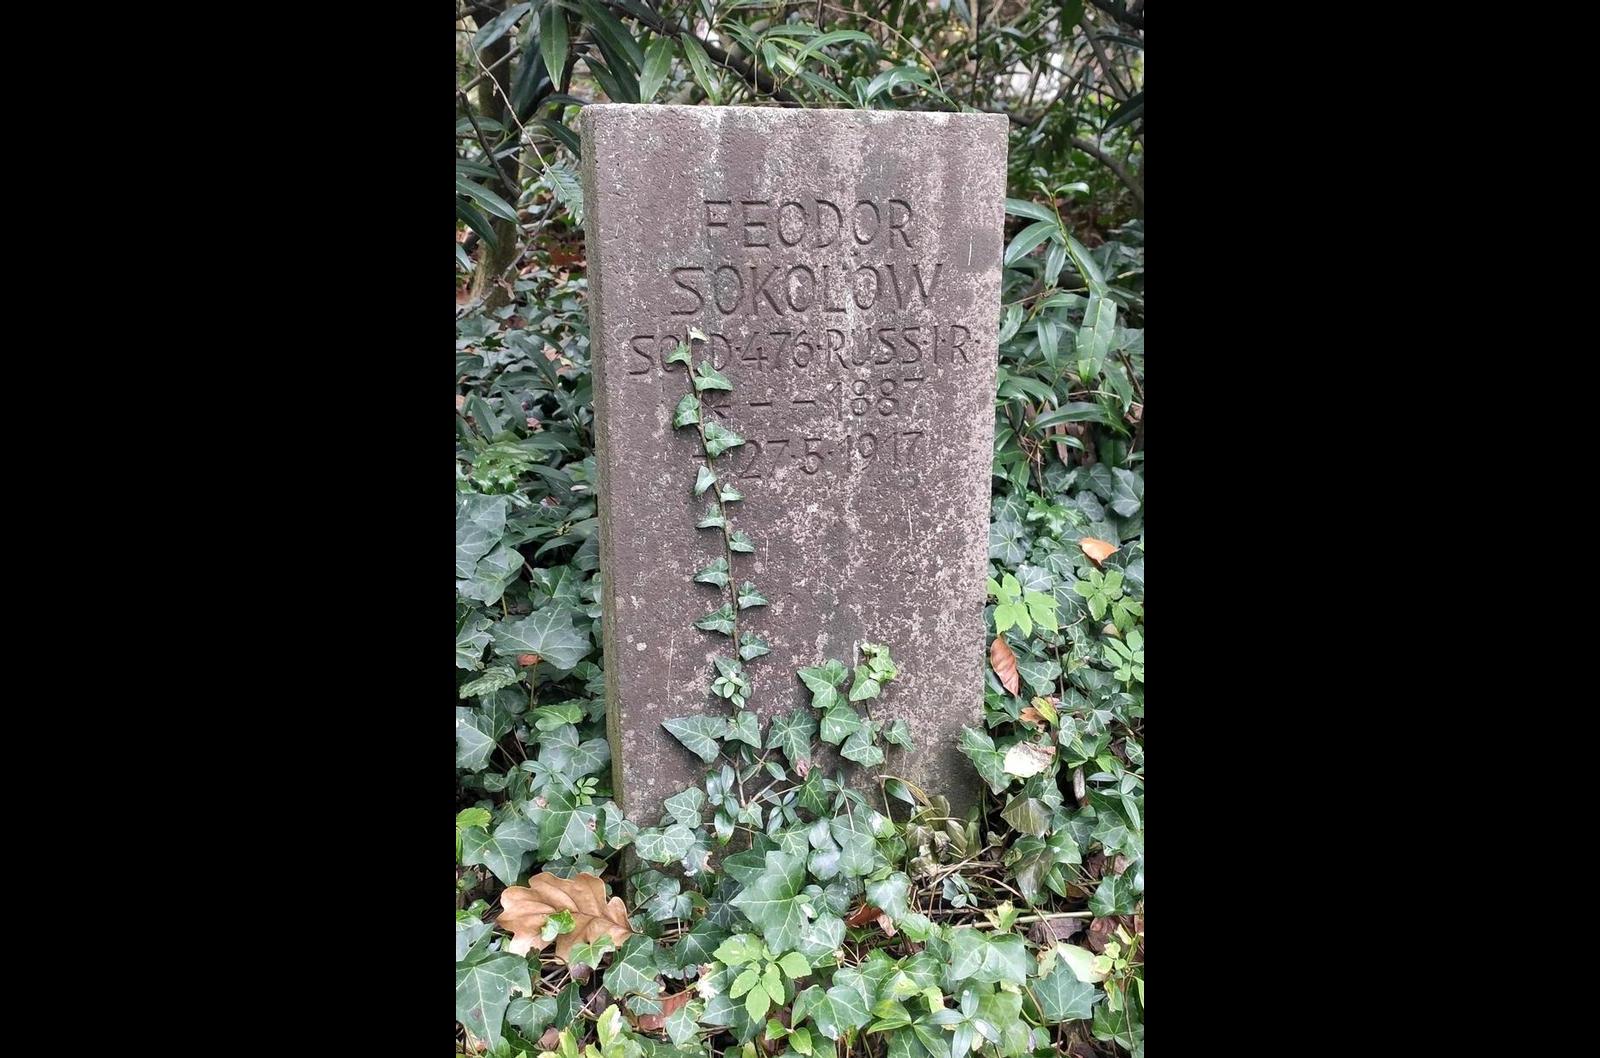 FEODOR
SOKOLOW
SOLD·476·RUSS·I·R·
* – – 1887
† 27·5·1917